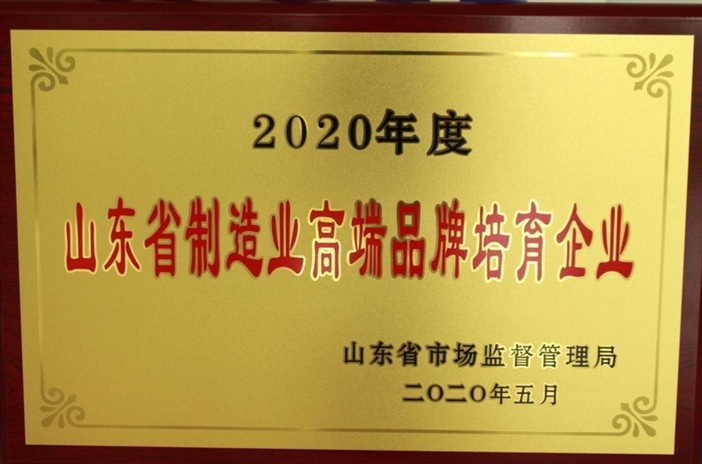 2020年度
山东省制造业高端品牌培育企业
山东省市场监督管理局
二〇二〇年五月